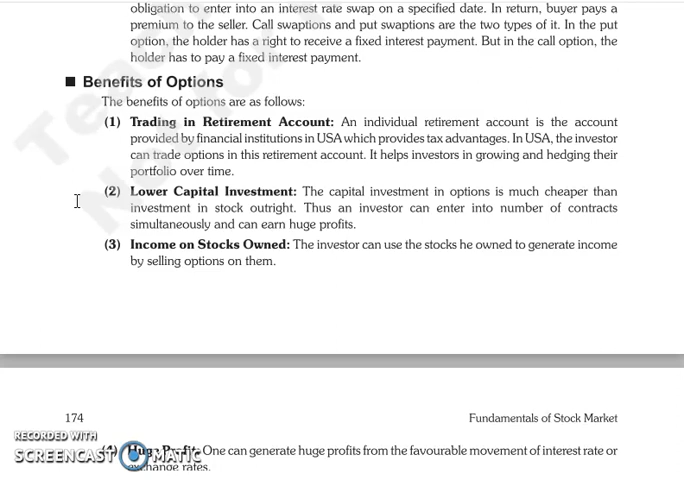 obligation to enter into an interest rate swap on a specified date. In return, buyer pays a
premium to the seller. Call swaptions and put swaptions are the two types of it. In the put
option, the holder has a right to receive a fixed interest payment. But in the call option, the
holder has to pay a fixed interest payment.
■ Benefits of Options
The benefits of options are as follows:
(1) Trading in Retirement Account: An individual retirement account is the account
provided by financial institutions in USA which provides tax advantages. In USA, the investor
can trade options in this retirement account. It helps investors in growing and hedging their
portfolio over time.
(2) Lower Capital Investment: The capital investment in options is much cheaper than
investment in stock outright. Thus an investor can enter into number of contracts
simultaneously and can earn huge profits.
(3) Income on Stocks Owned: The investor can use the stocks he owned to generate income
by selling options on them.
174 Fundamentals of Stock Market
(4) Huge Profit: One can generate huge profits from the favourable movement of interest rate or
exchange rates.
RECORDED WITH
SCREENCAST MATIC